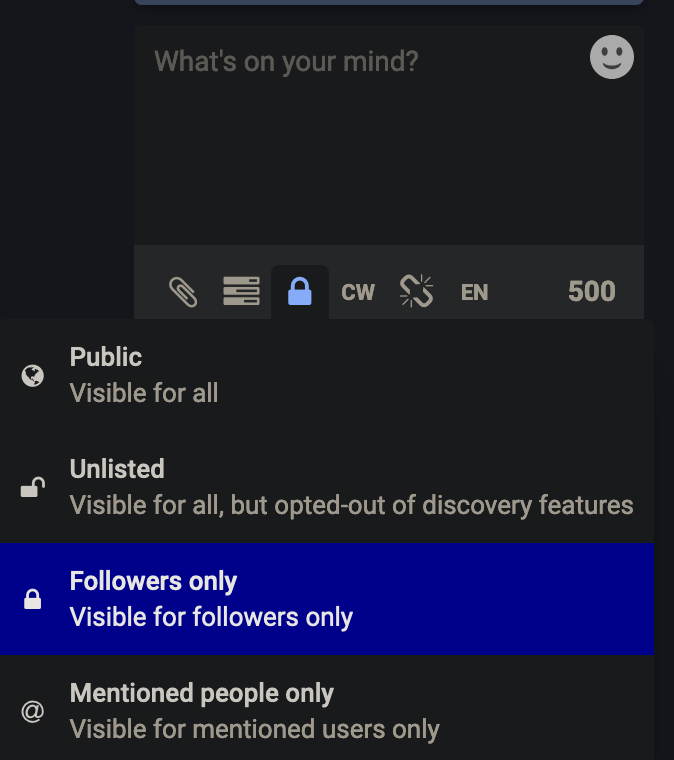 What's on your mind?
CW EN 500
Public
Visible for all
Unlisted
Visible for all, but opted-out of discovery features
Followers only
Visible for followers only
@ Mentioned people only
Visible for mentioned users only